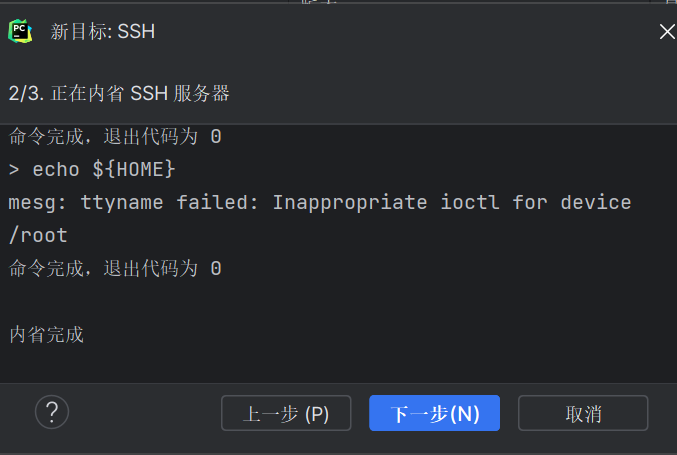 PC
新目标: SSH
2/3. 正在内省 SSH 服务器
命令完成，退出代码为 0
> echo ${HOME}
mesg: ttyname failed: Inappropriate ioctl for device
/root
命令完成，退出代码为 0
内省完成
?
上一步 (P)
下一步(N)
取消